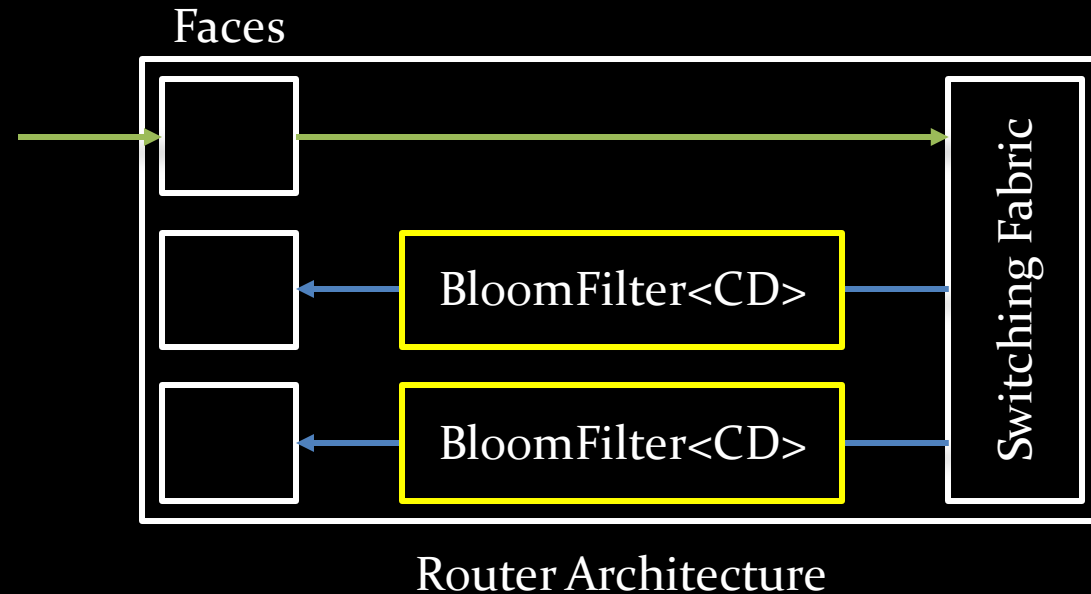 Faces
BloomFilter<CD>
BloomFilter<CD>
Switching Fabric
Router Architecture